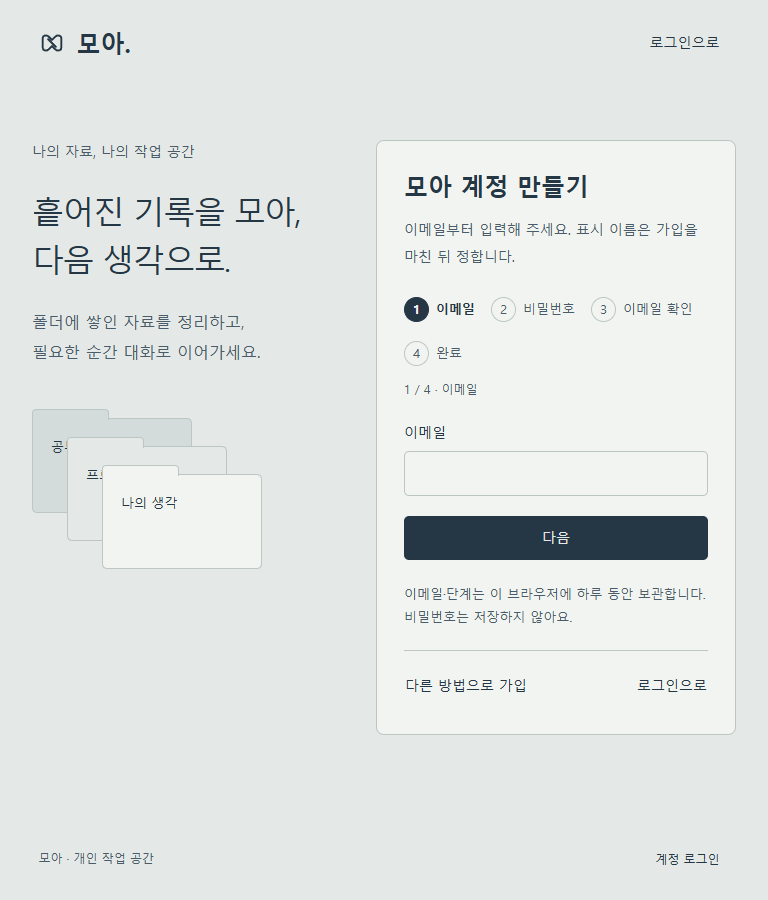 모아.
로그인으로
나의 자료, 나의 작업 공간
흩어진 기록을 모아,
다음 생각으로.
폴더에 쌓인 자료를 정리하고,
필요한 순간 대화로 이어가세요.
나의 생각
모아 계정 만들기
이메일부터 입력해 주세요. 표시 이름은 가입을
마친 뒤 정합니다.
1 이메일 2 비밀번호 3 이메일 확인
4 완료
1 / 4 · 이메일
이메일
다음
이메일·단계는 이 브라우저에 하루 동안 보관합니다.
비밀번호는 저장하지 않아요.
다른 방법으로 가입 로그인으로
모아 · 개인 작업 공간
계정 로그인